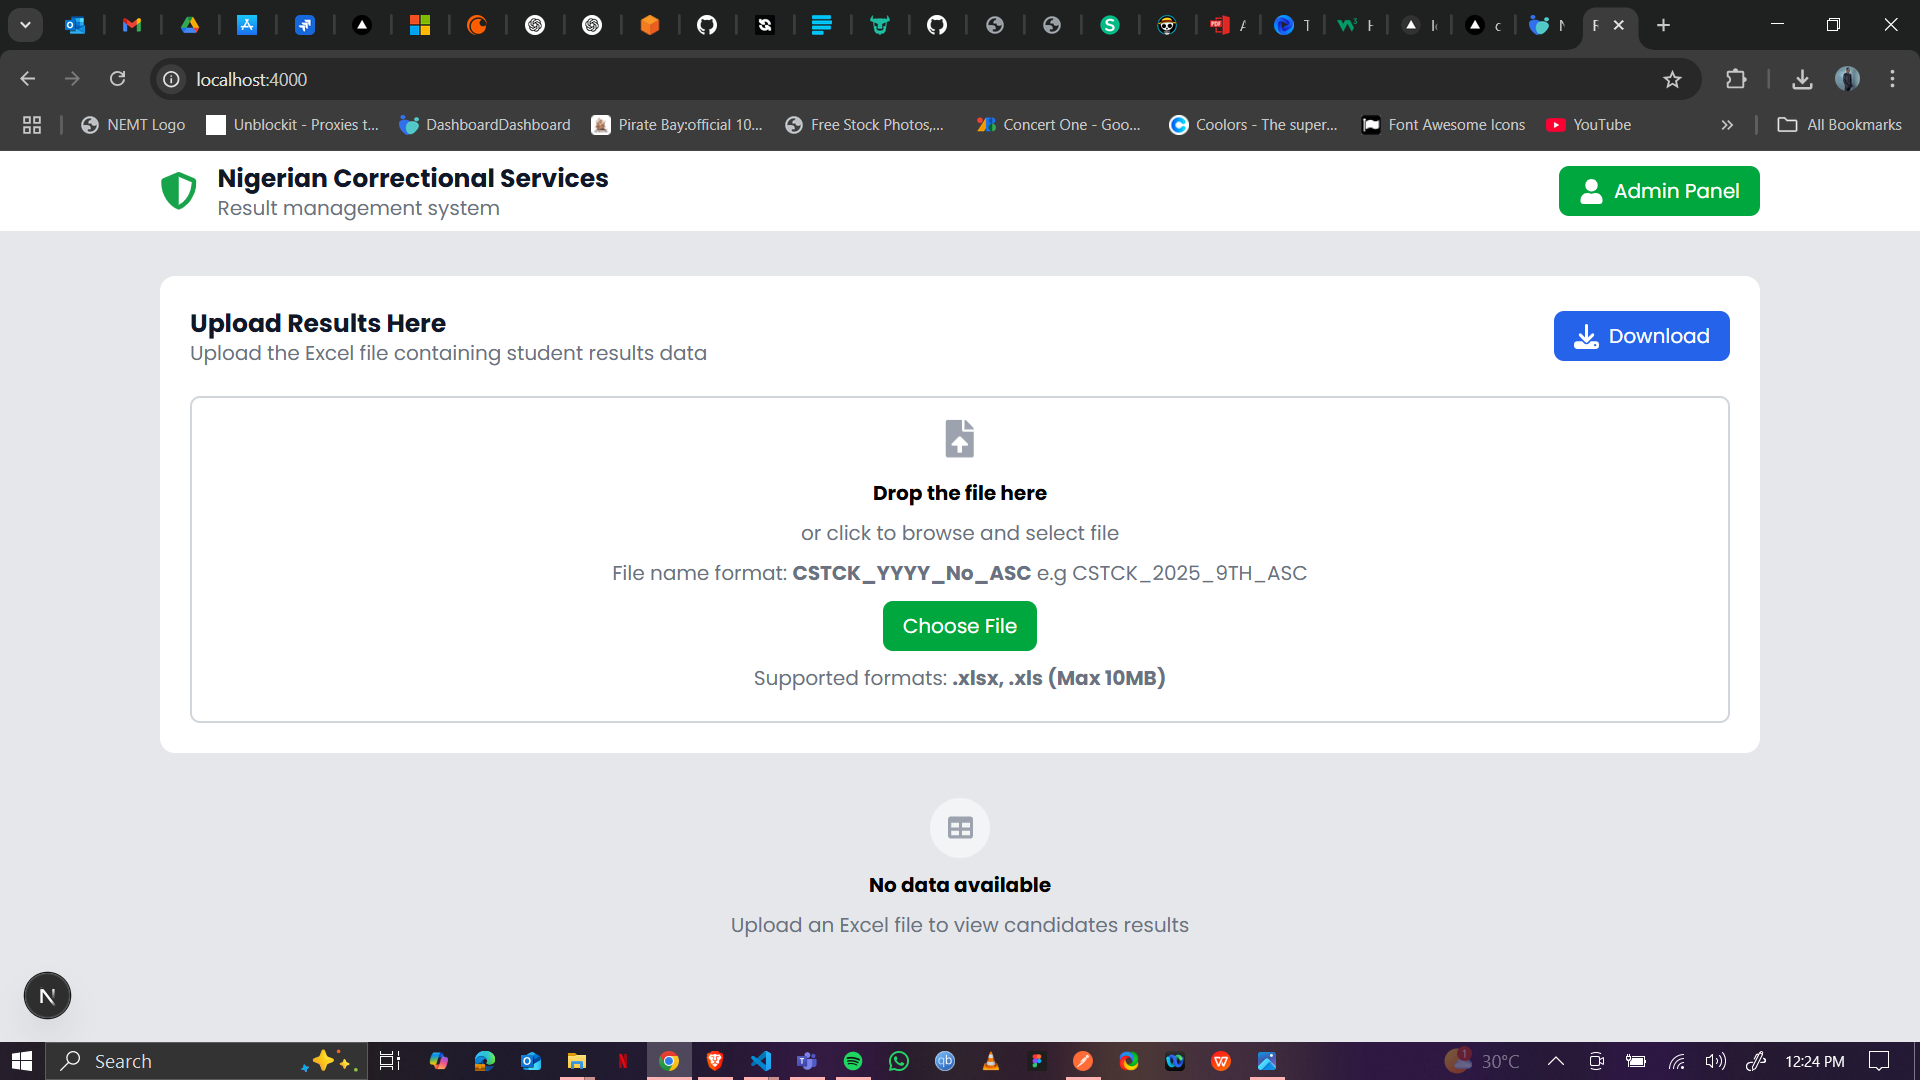 localhost:4000
NEMT Logo
Unblockit - Proxies t...
DashboardDashboard
Pirate Bay:official 10...
Free Stock Photos,...
Concert One - Goo...
Coolors - The super...
Font Awesome Icons
YouTube
All Bookmarks
Nigerian Correctional Services
Result management system
Admin Panel
Upload Results Here
Upload the Excel file containing student results data
Download
Drop the file here
or click to browse and select file
File name format: CSTCK_YYYY_No_ASC e.g CSTCK_2025_9TH_ASC
Choose File
Supported formats: .xlsx, .xls (Max 10MB)
No data available
Upload an Excel file to view candidates results
N
Search
1
30°C
12:24 PM